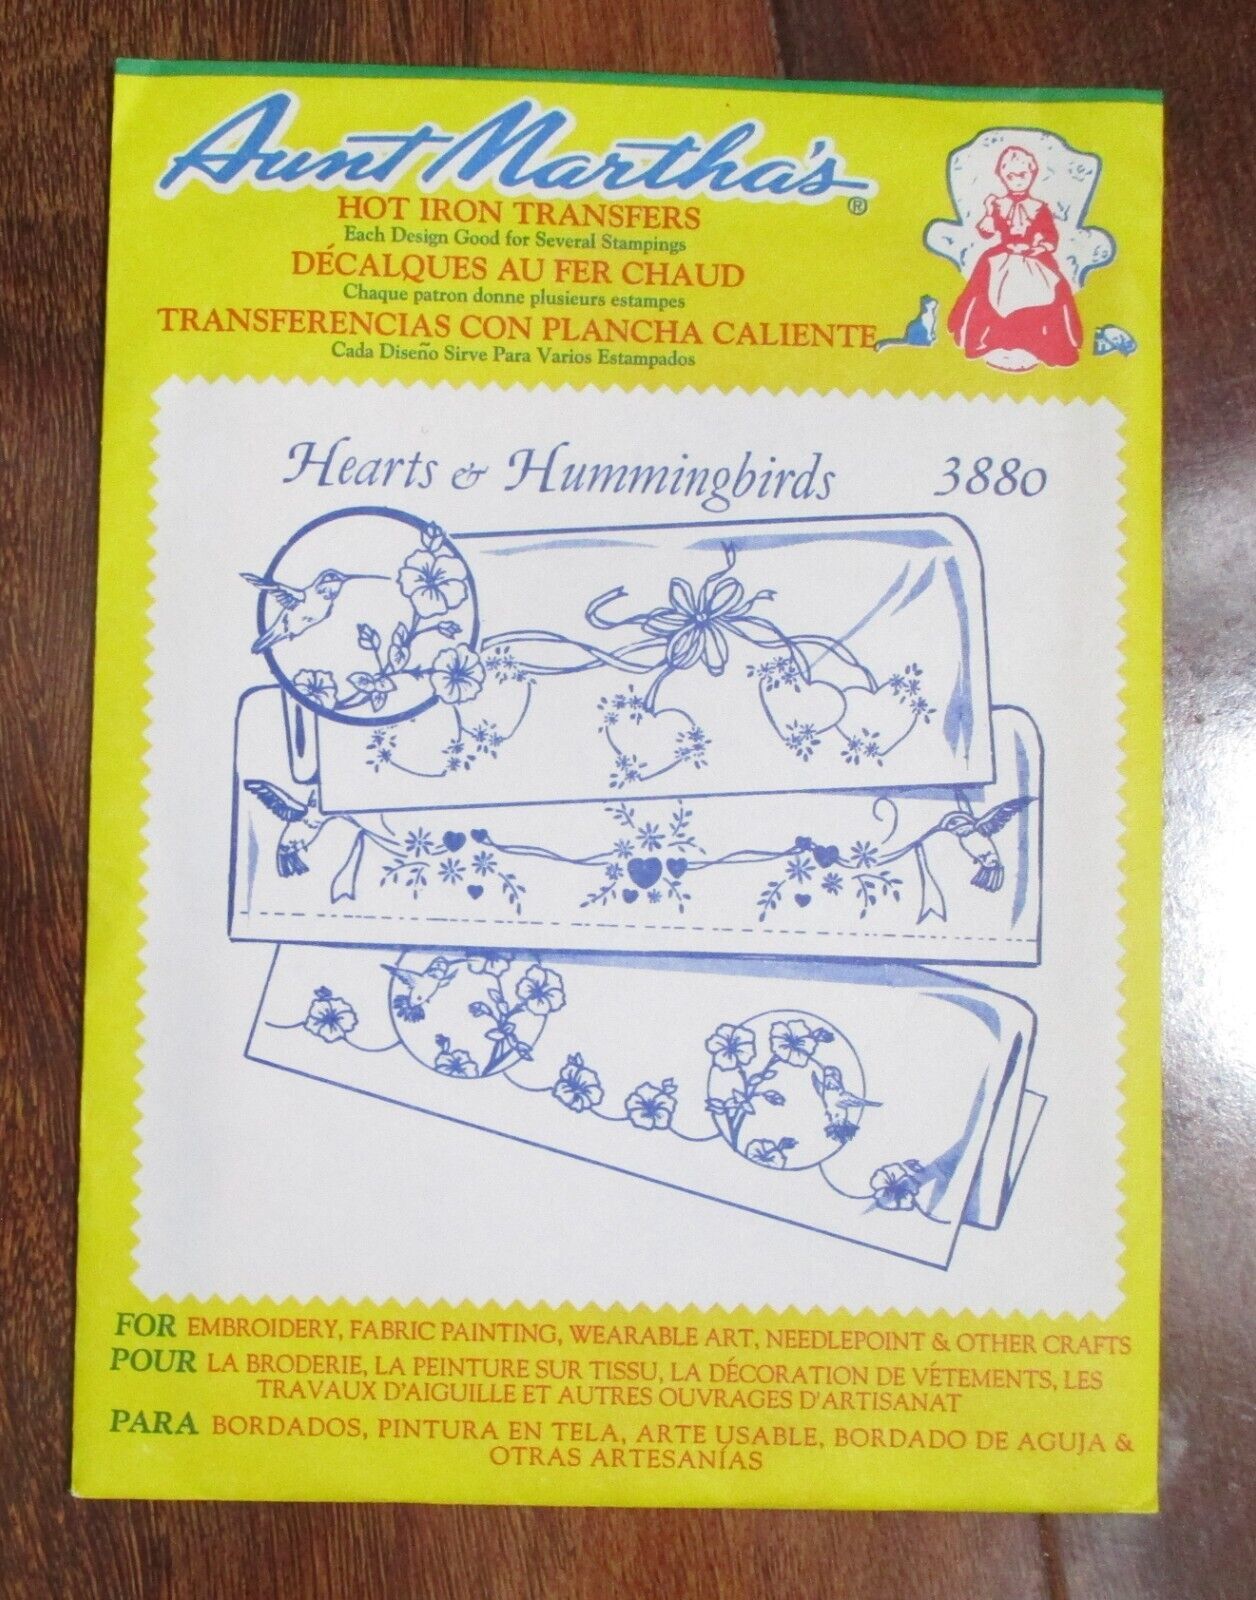 Aunt Martha's®
HOT IRON TRANSFERS
Each Design Good for Several Stampings
DÉCALQUES AU FER CHAUD
Chaque patron donne plusieurs estampes
TRANSFERENCIAS CON PLANCHA CALIENTE
Cada Diseño Sirve Para Varios Estampados
Hearts & Hummingbirds 3880
FOR EMBROIDERY, FABRIC PAINTING, WEARABLE ART, NEEDLEPOINT & OTHER CRAFTS
POUR LA BRODERIE, LA PEINTURE SUR TISSU, LA DÉCORATION DE VÉTEMENTS, LES
TRAVAUX D'AIGUILLE ET AUTRES OUVRAGES D'ARTISANAT
PARA BORDADOS, PINTURA EN TELA, ARTE USABLE, BORDADO DE AGUJA &
OTRAS ARTESANÍAS